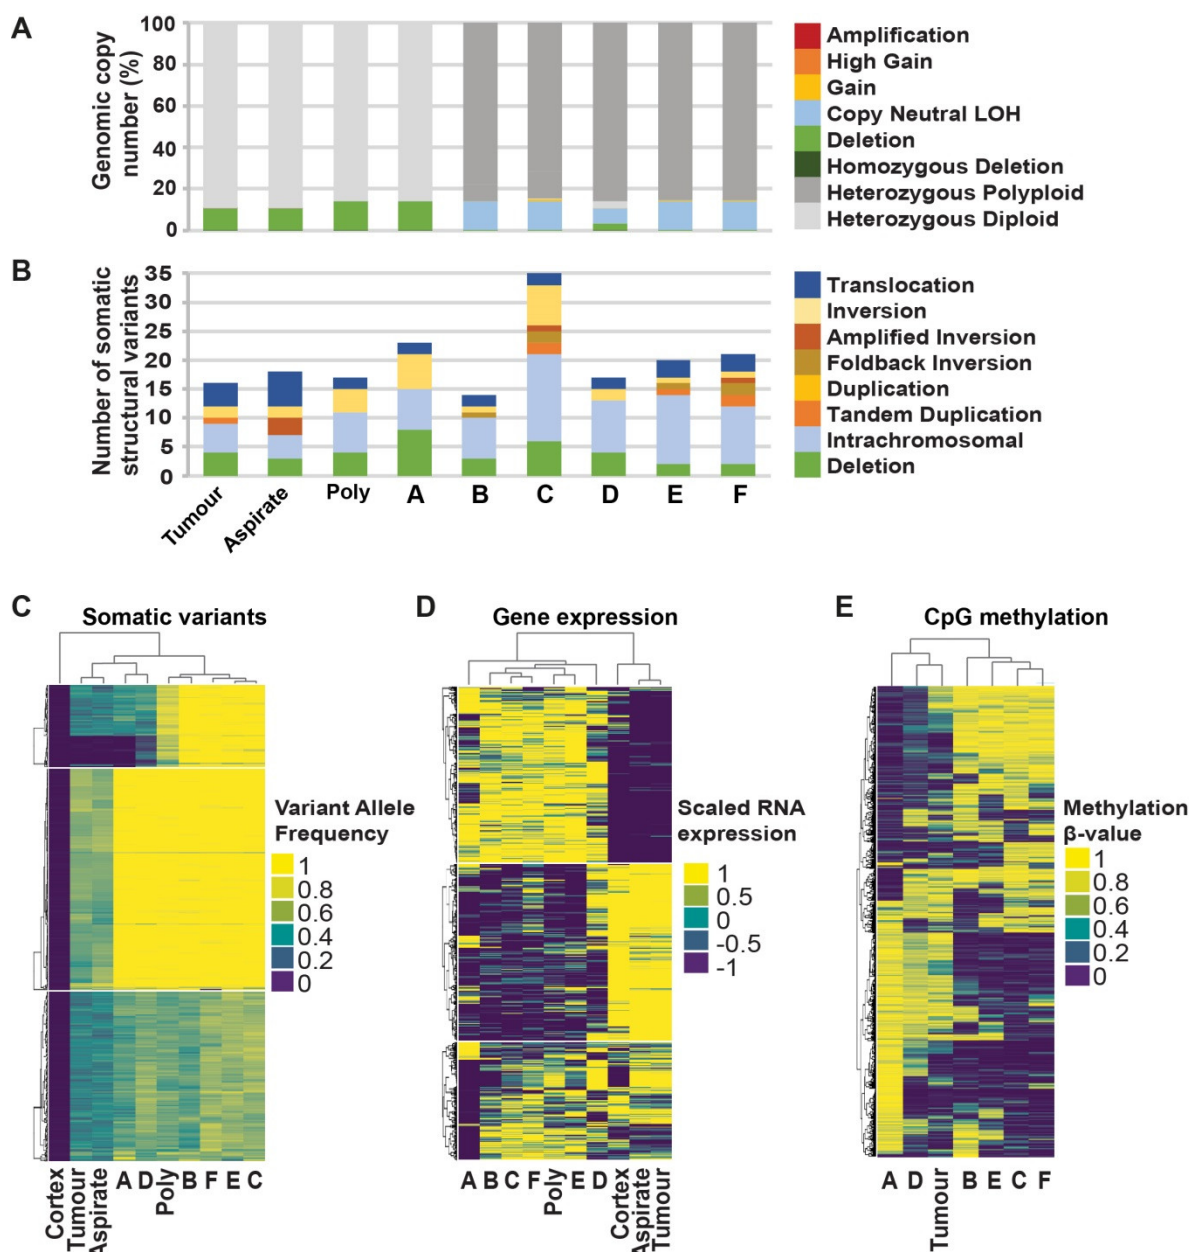 A
Genomic copy
number (%)
100
80
60
40
20
0
Amplification
High Gain
Gain
Copy Neutral LOH
Deletion
Homozygous Deletion
Heterozygous Polyploid
Heterozygous Diploid
B
Number of somatic
structural variants
35
30
25
20
15
10
5
0
Translocation
Inversion
Amplified Inversion
Foldback Inversion
Duplication
Tandem Duplication
Intrachromosomal
Deletion
Tumour
Aspirate
Poly
A
B
C
D
E
F
C
Somatic variants
Variant Allele
Frequency
1
0.8
0.6
0.4
0.2
0
Cortex
Tumour
Aspirate
A
D
Poly
B
F
E
C
D
Gene expression
Scaled RNA
expression
1
0.5
0
-0.5
-1
A
B
C
F
Poly
E
D
Cortex
Aspirate
Tumour
E
CpG methylation
Methylation
β-value
1
0.8
0.6
0.4
0.2
0
A
D
Tumour
B
E
C
F